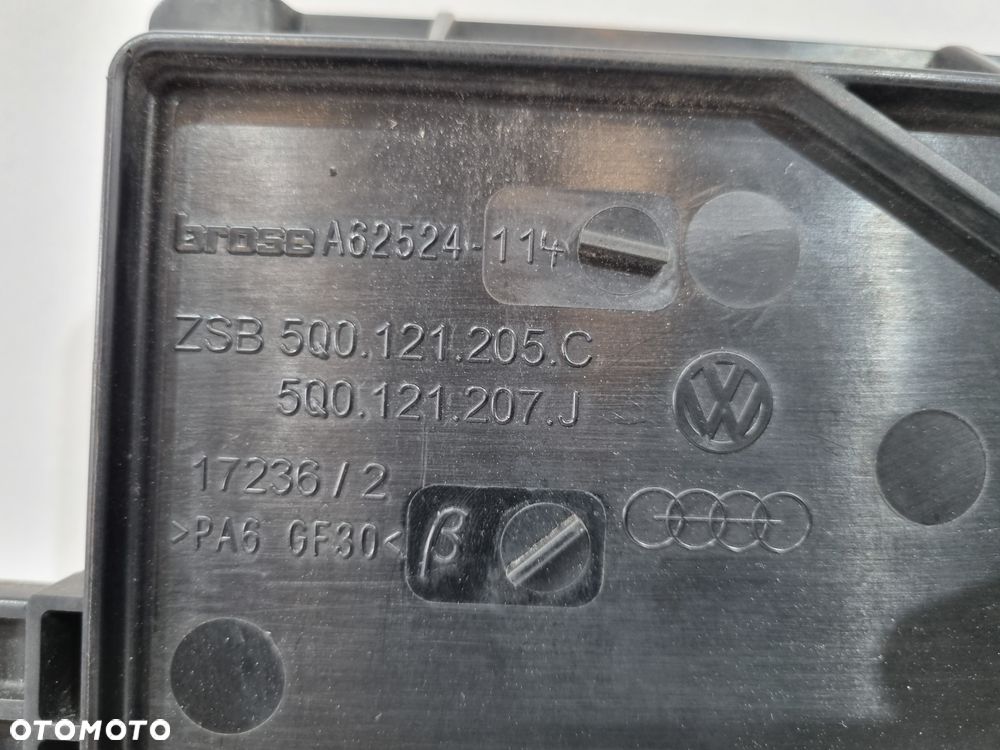 brose A62524-114
ZSB 5Q0.121.205.C
5Q0.121.207.J
17236 / 2
>PA6 GF30< β
OTOMOTO